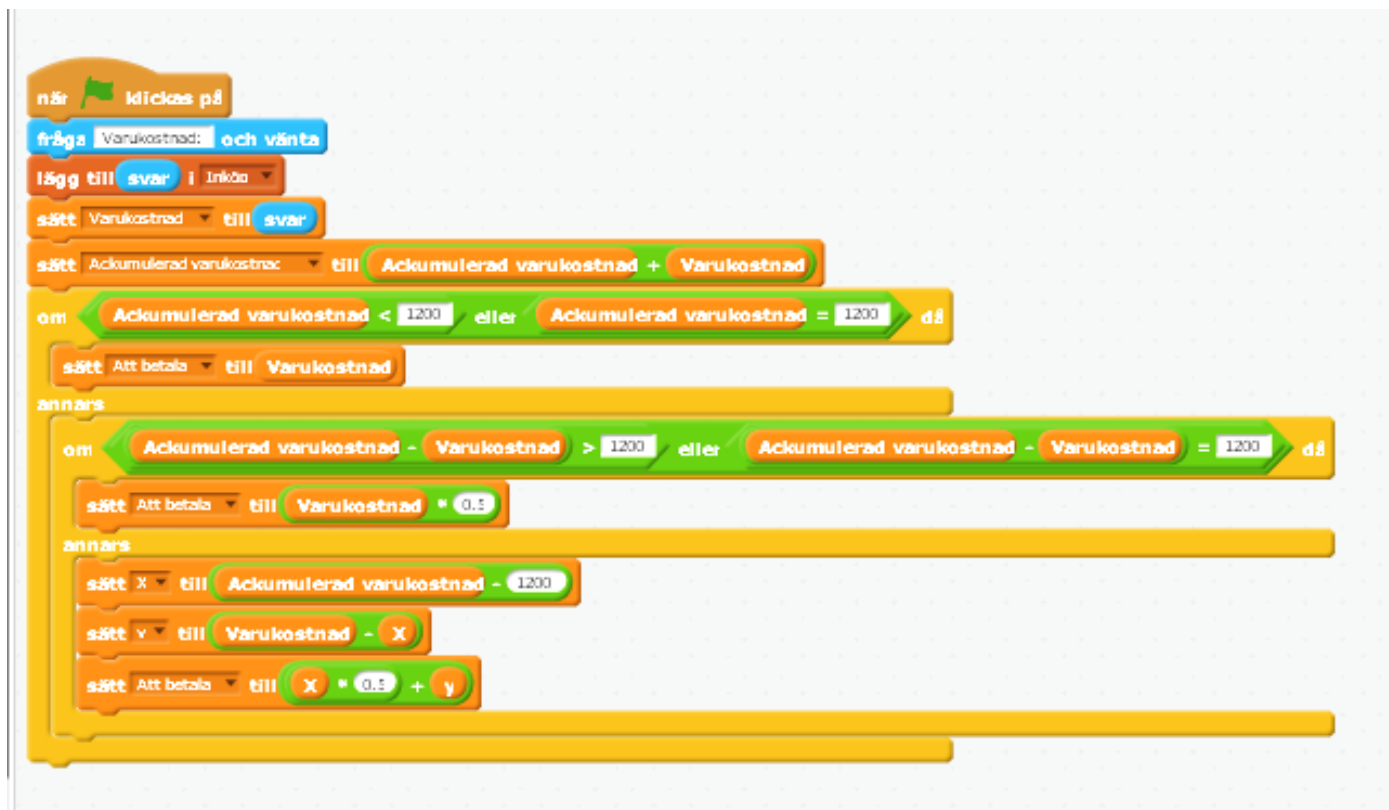 när klickas på
fråga Varukostnad: och vänta
lägg till svar i Inköp
sätt Varukostnad till svar
sätt Ackumulerad varukostnad till Ackumulerad varukostnad + Varukostnad
om Ackumulerad varukostnad < 1200 eller Ackumulerad varukostnad = 1200 då
sätt Att betala till Varukostnad
annars
om Ackumulerad varukostnad - Varukostnad > 1200 eller Ackumulerad varukostnad - Varukostnad = 1200 då
sätt Att betala till Varukostnad * 0.5
annars
sätt X till Ackumulerad varukostnad - 1200
sätt y till Varukostnad - X
sätt Att betala till X * 0.5 + y